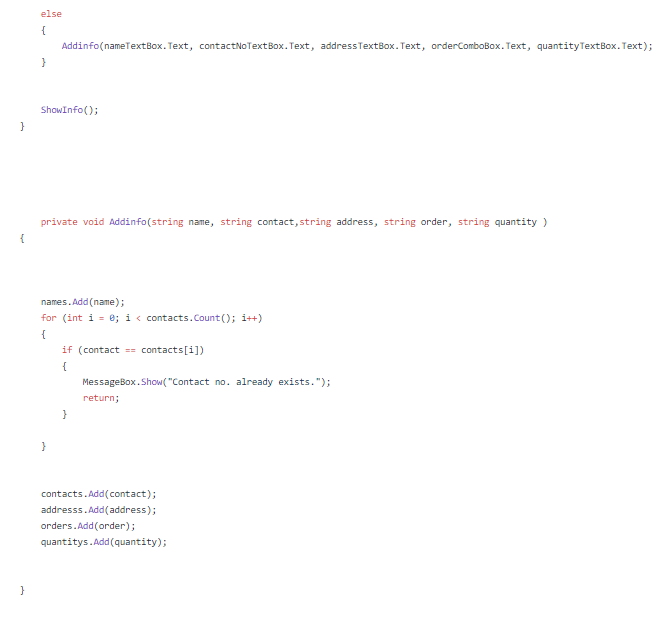 else
{
Addinfo(nameTextBox.Text, contactNoTextBox.Text, addressTextBox.Text, orderComboBox.Text, quantityTextBox.Text);
}
ShowInfo();
}
private void Addinfo(string name, string contact,string address, string order, string quantity )
{
names.Add(name);
for (int i = 0; i < contacts.Count(); i++)
{
if (contact == contacts[i])
{
MessageBox.Show("Contact no. already exists.");
return;
}
}
contacts.Add(contact);
addresss.Add(address);
orders.Add(order);
quantitys.Add(quantity);
}